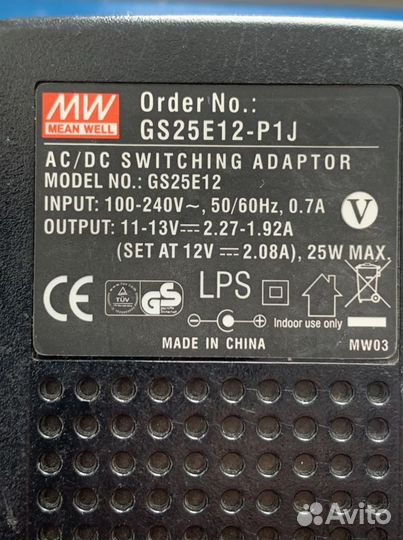 MW
MEAN WELL
Order No.:
GS25E12-P1J
AC/DC SWITCHING ADAPTOR
MODEL NO.: GS25E12
INPUT: 100-240V~, 50/60Hz, 0.7A
OUTPUT: 11-13V⎓ 2.27-1.92A
(SET AT 12V ⎓ 2.08A), 25W MAX.
V
CE
TÜV
GS
LPS
Indoor use only
MADE IN CHINA
MW03
Avito